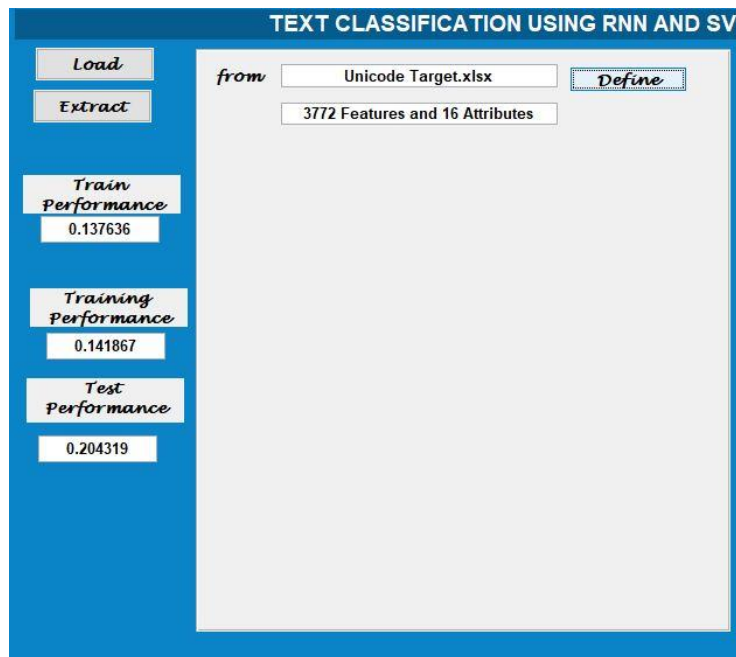 TEXT CLASSIFICATION USING RNN AND SV
Load
from Unicode Target.xlsx Define
Extract
3772 Features and 16 Attributes
Train
Performance
0.137636
Training
Performance
0.141867
Test
Performance
0.204319